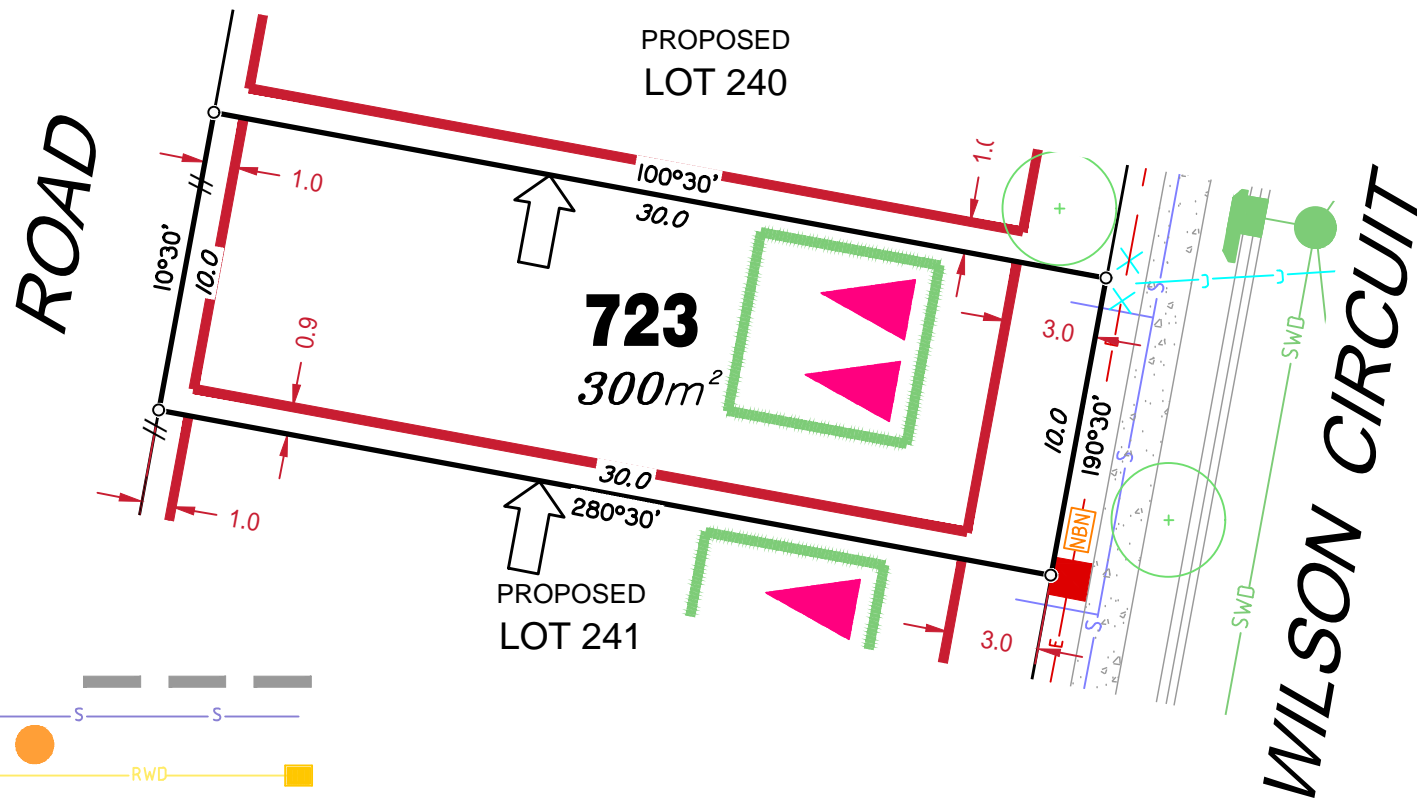 PROPOSED
LOT 240
ROAD
100°30'
30.0
1.0
10°30'
10.0
0.9
723
300m²
3.0
10.0
190°30'
S
S
SWD
SWD
WILSON CIRCUIT
NBN
30.0
280°30'
1.0
PROPOSED
LOT 241
3.0
E
S
S
S
RWD